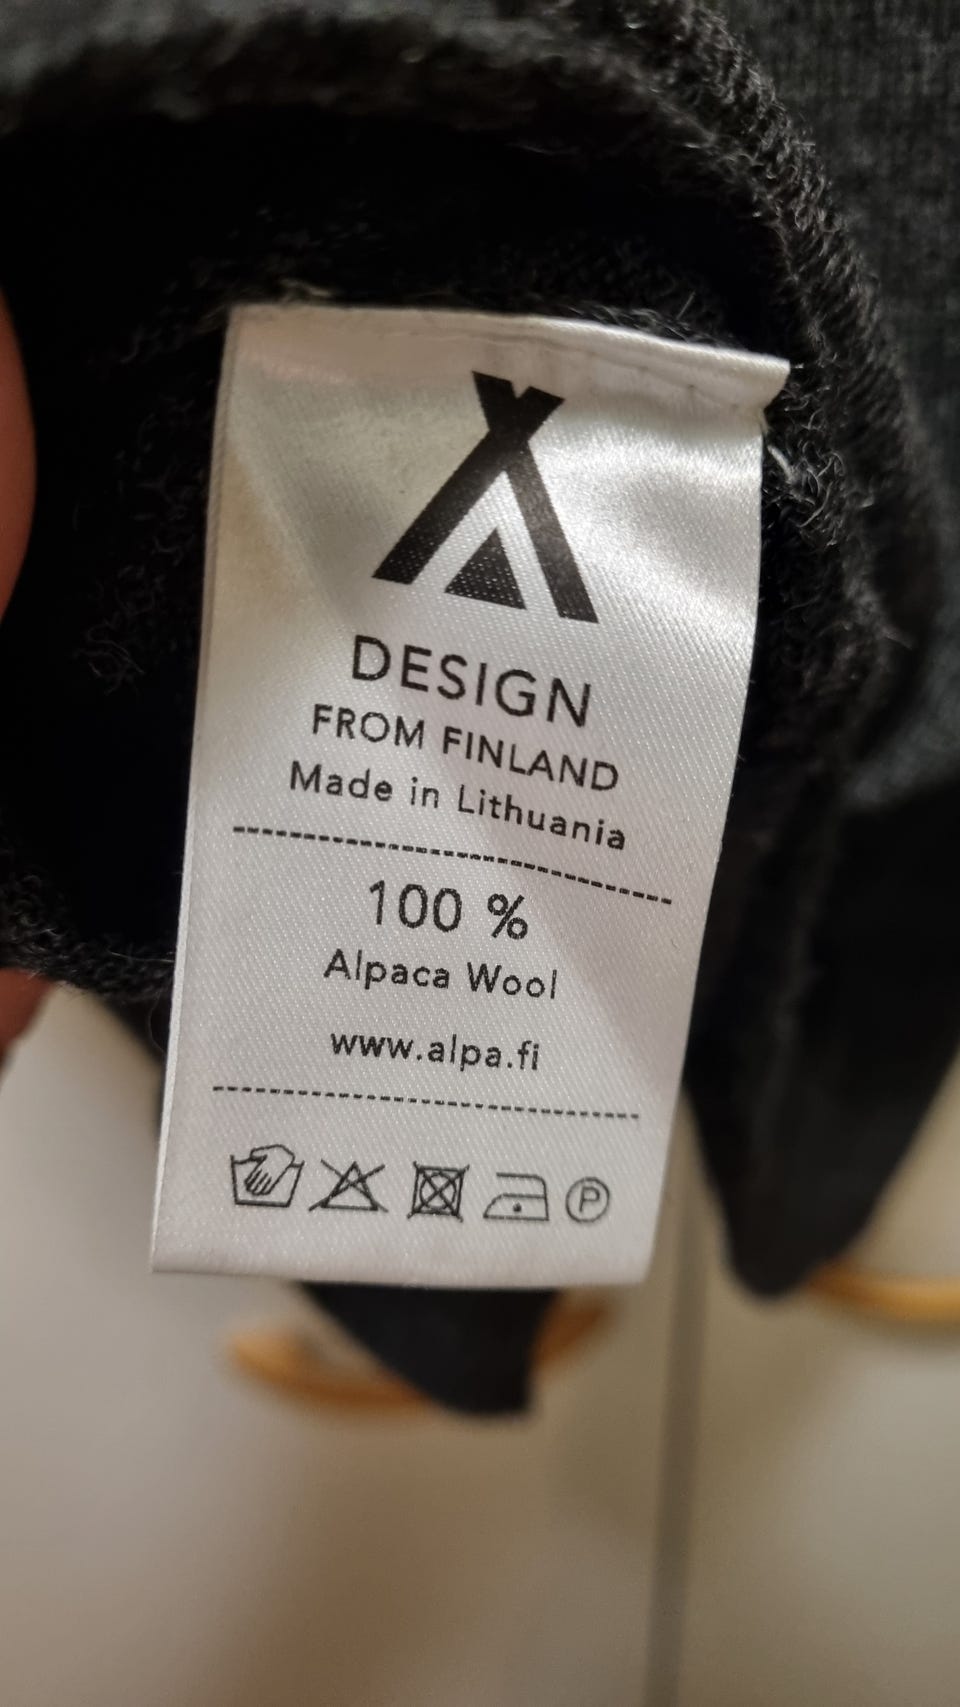 DESIGN
FROM FINLAND
Made in Lithuania
100 %
Alpaca Wool
www.alpa.fi
P